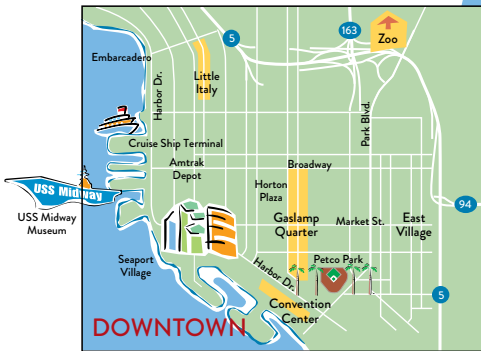 163
Zoo
5
Embarcadero
Harbor Dr.
Little
Italy
Park Blvd.
Cruise Ship Terminal
Amtrak
Depot
Broadway
USS Midway
USS Midway
Museum
Horton
Plaza
Gaslamp
Quarter
Market St.
East
Village
94
Seaport
Village
Harbor Dr.
Petco Park
5
Convention
Center
DOWNTOWN